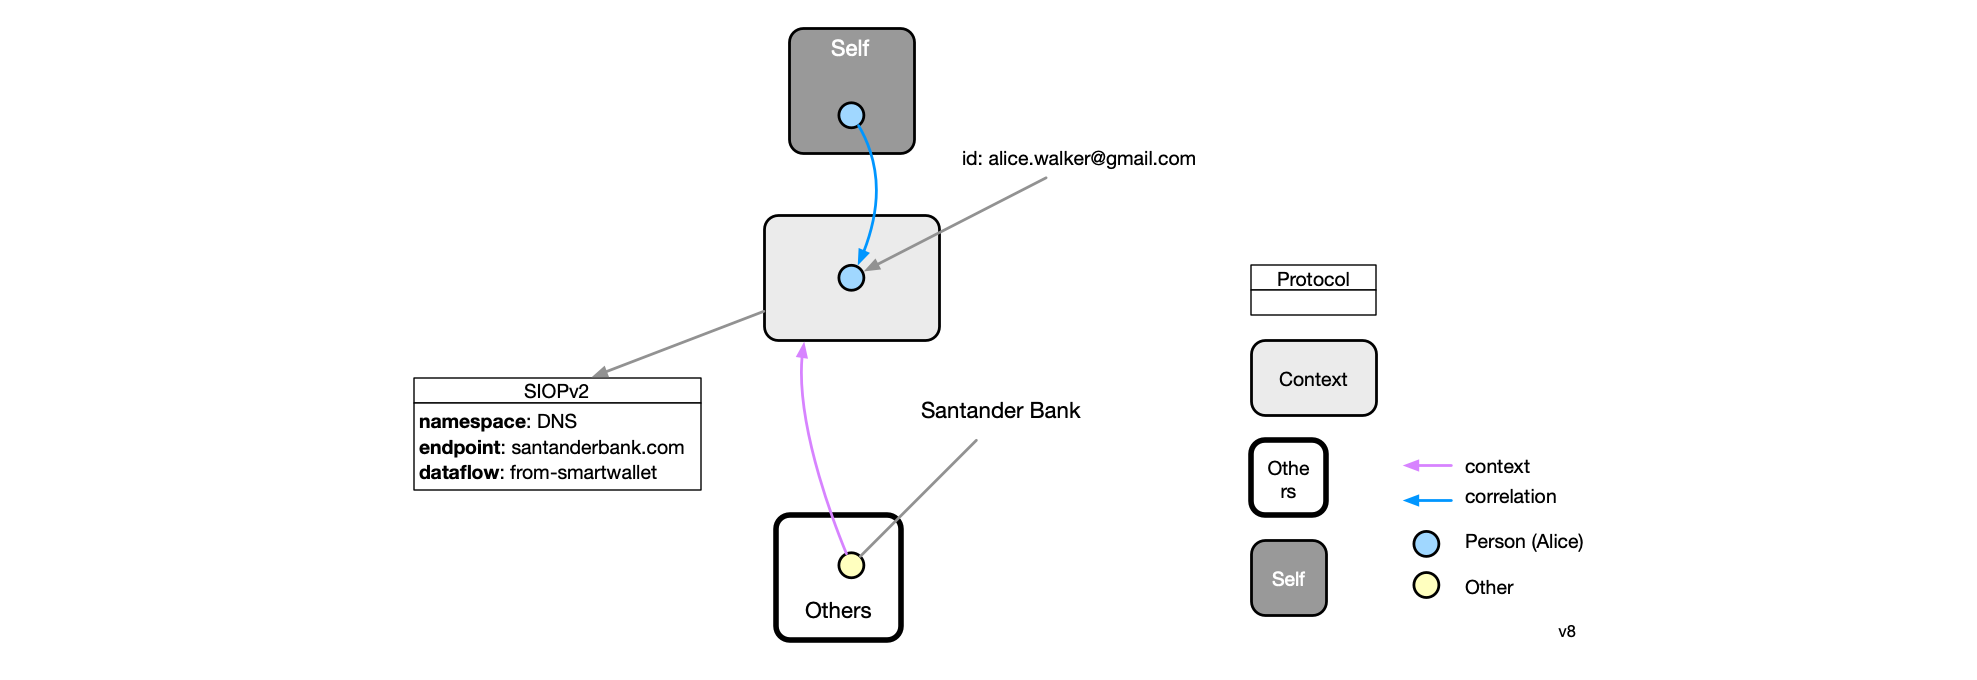 Self
id: alice.walker@gmail.com
SIOPv2
namespace: DNS
endpoint: santanderbank.com
dataflow: from-smartwallet
Santander Bank
Others
Protocol
Context
Othe
rs
Self
context
correlation
Person (Alice)
Other
v8